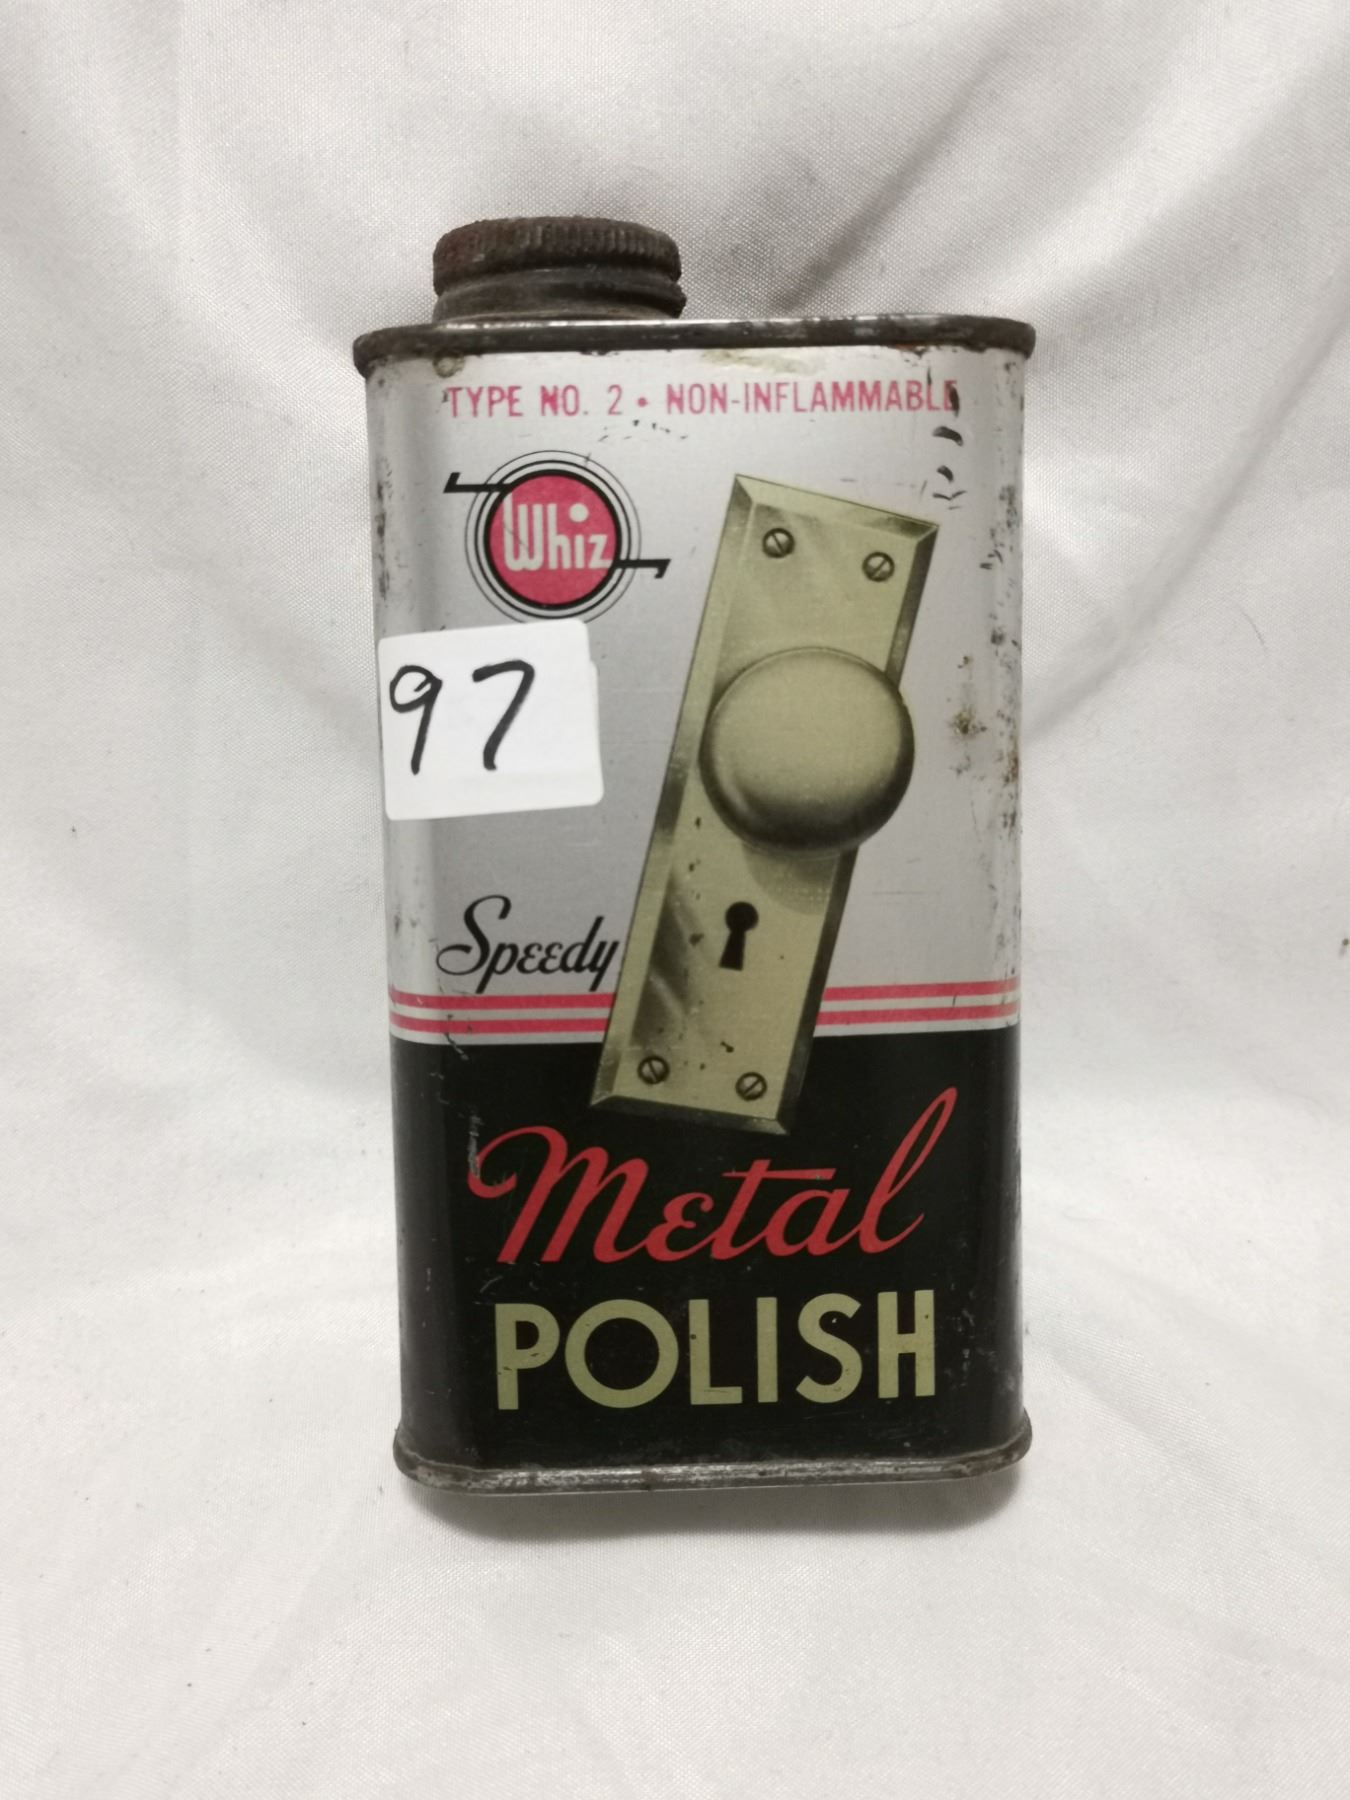 TYPE NO. 2 • NON-INFLAMMABLE
Whiz
97
Speedy
Metal
POLISH